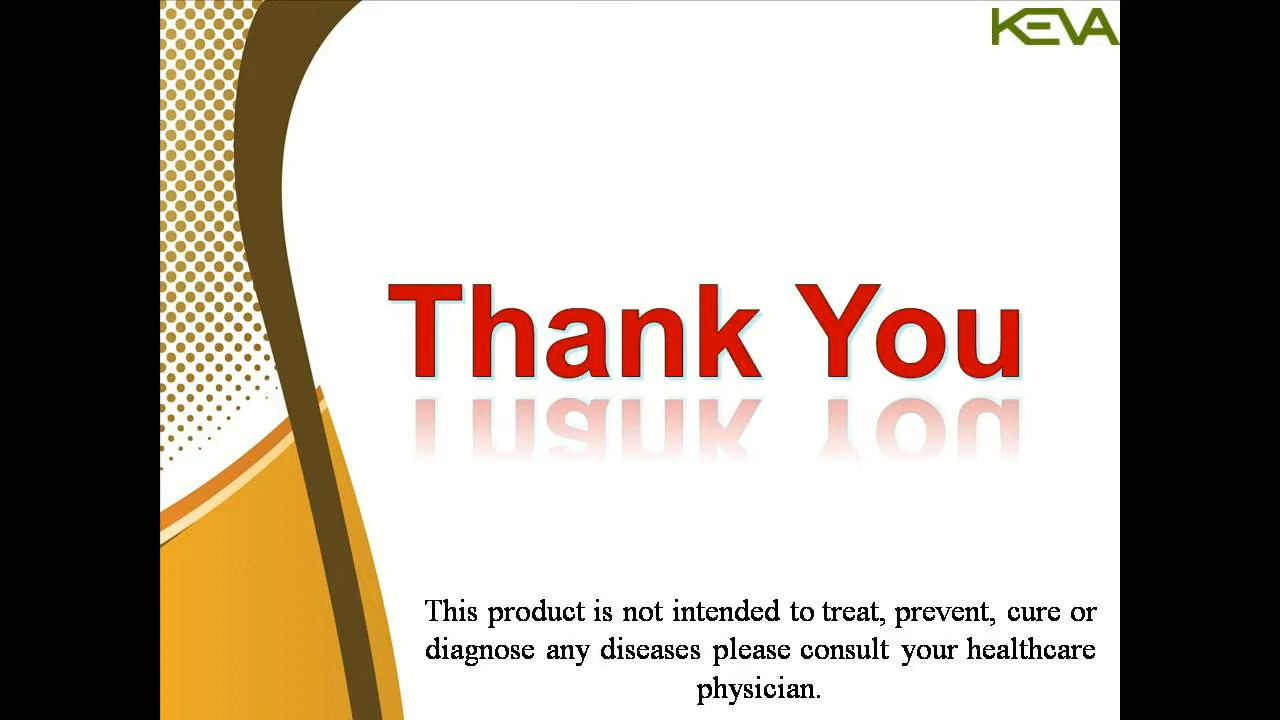 KEVA
Thank You
This product is not intended to treat, prevent, cure or
diagnose any diseases please consult your healthcare
physician.